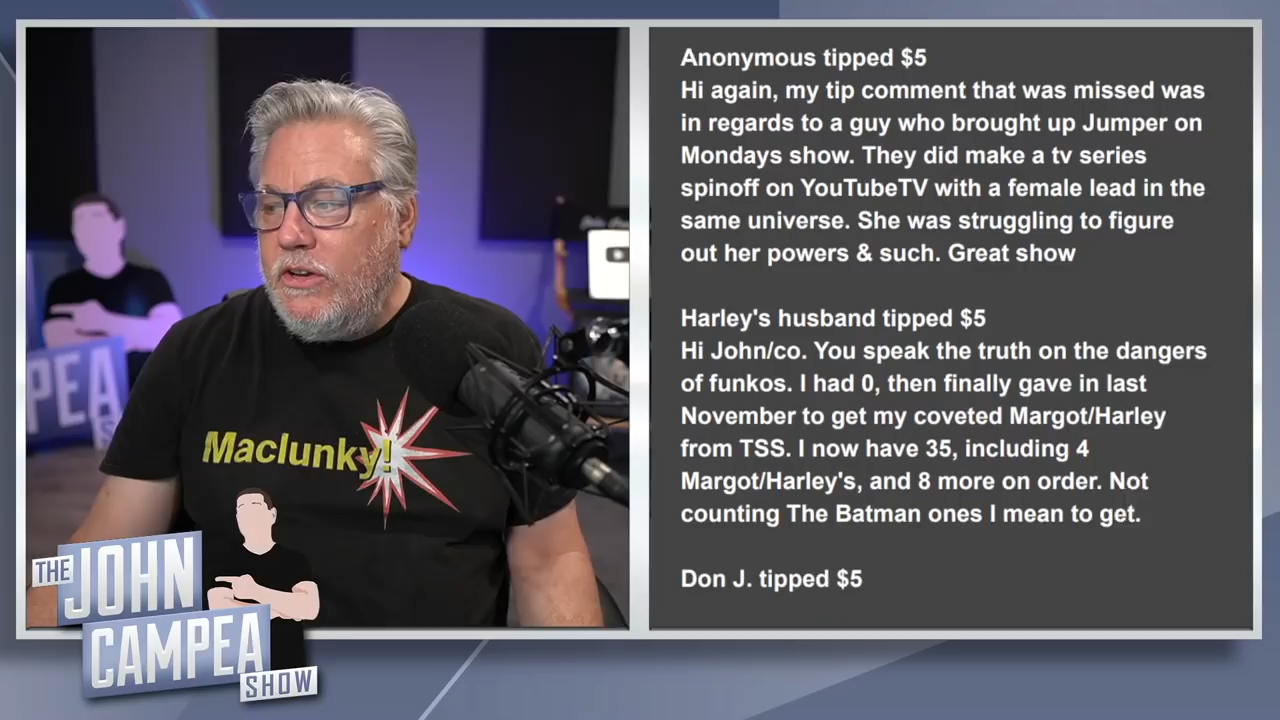 Anonymous tipped $5
Hi again, my tip comment that was missed was
in regards to a guy who brought up Jumper on
Mondays show. They did make a tv series
spinoff on YouTubeTV with a female lead in the
same universe. She was struggling to figure
out her powers & such. Great show
Harley's husband tipped $5
Hi John/co. You speak the truth on the dangers
of funkos. I had 0, then finally gave in last
November to get my coveted Margot/Harley
from TSS. I now have 35, including 4
Margot/Harley's, and 8 more on order. Not
counting The Batman ones I mean to get.
Don J. tipped $5
PEA
Maclunky!
THE
JOHN
CAMPEA
SHOW